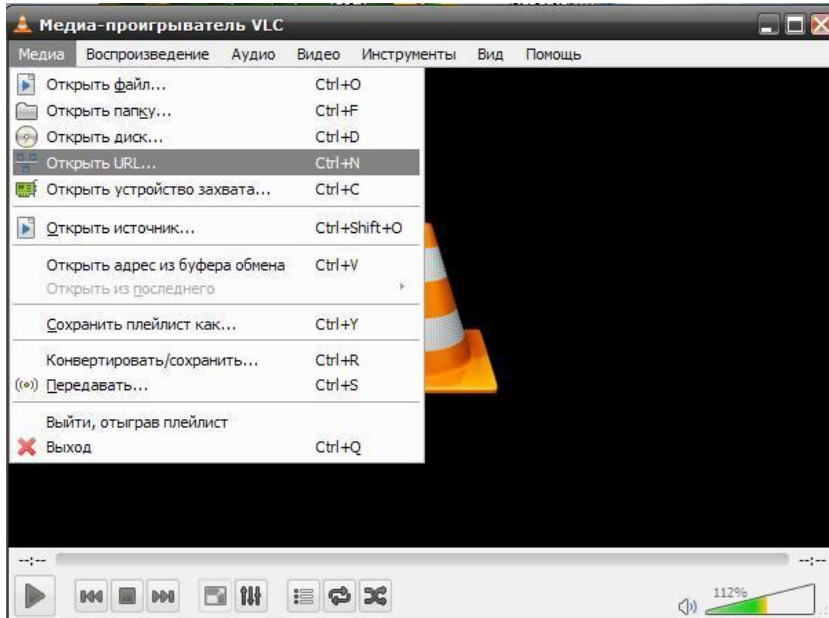 Медиа-проигрыватель VLC
Медиа Воспроизведение Аудио Видео Инструменты Вид Помощь
Открыть файл... Ctrl+O
Открыть папку... Ctrl+F
Открыть диск... Ctrl+D
Открыть URL... Ctrl+N
Открыть устройство захвата... Ctrl+C
Открыть источник... Ctrl+Shift+O
Открыть адрес из буфера обмена Ctrl+V
Открыть из последнего
Сохранить плейлист как... Ctrl+Y
Конвертировать/сохранить... Ctrl+R
Передавать... Ctrl+S
Выйти, отыграв плейлист
Выход Ctrl+Q
--:-- --:--
112%